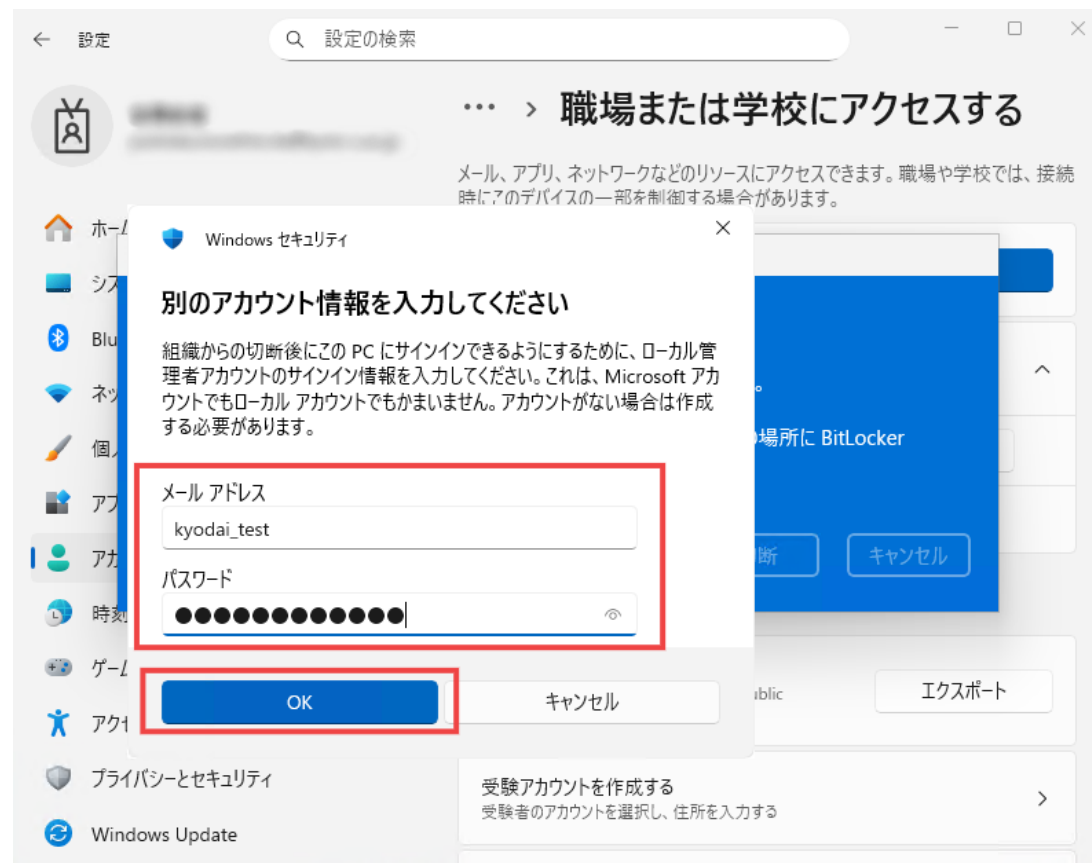 設定
設定の検索
職場または学校にアクセスする
メール、アプリ、ネットワークなどのリソースにアクセスできます。職場や学校では、接続
時にこのデバイスの一部を制御する場合があります。
ホーム
Windows セキュリティ
シス
別のアカウント情報を入力してください
Blu
組織からの切断後にこの PC にサインインできるようにするために、ローカル管
理者アカウントのサインイン情報を入力してください。これは、Microsoft アカ
ウントでもローカル アカウントでもかまいません。アカウントがない場合は作成
する必要があります。
ネッ
個人
場所に BitLocker
メール アドレス
アプ
kyodai_test
アカ
断
キャンセル
パスワード
時刻
●●●●●●●●●●●●
ゲーム
OK
キャンセル
ublic
エクスポート
アクセ
プライバシーとセキュリティ
受験アカウントを作成する
受験者のアカウントを選択し、住所を入力する
Windows Update